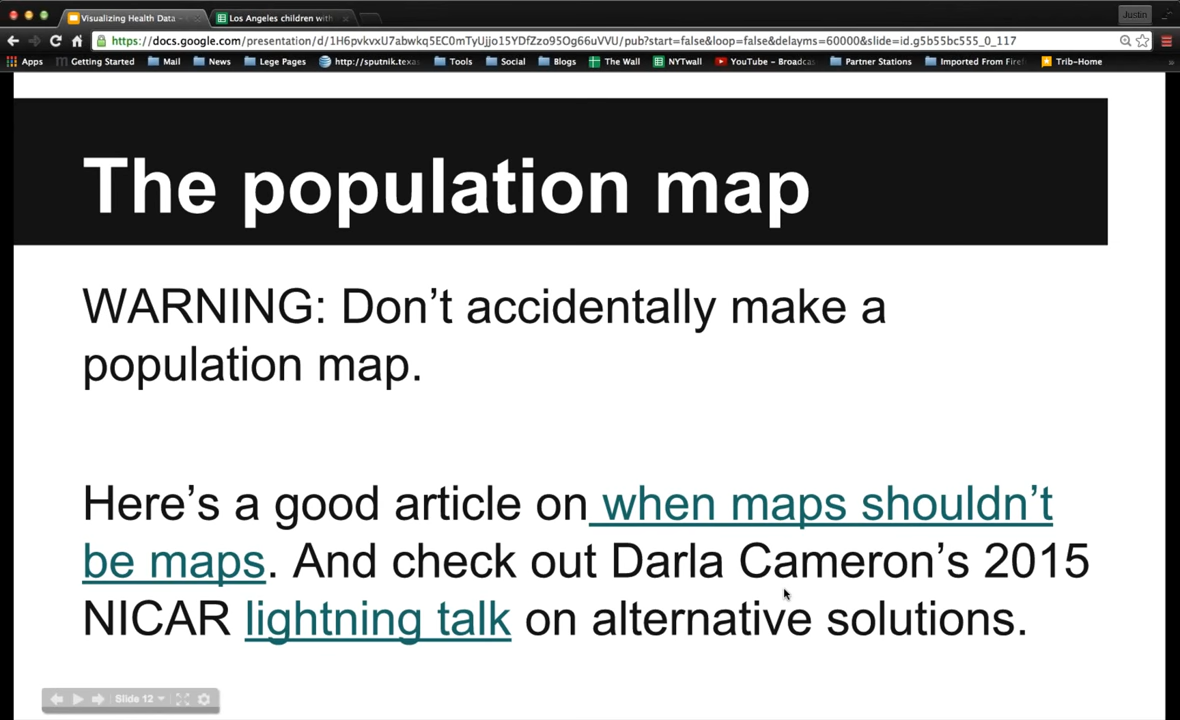 Visualizing Health Data -
Los Angeles children with
Justin
https://docs.google.com/presentation/d/1H6pvkvxU7abwkq5EC0mTyUjjo15YDfZzo95Og66uVVU/pub?start=false&loop=false&delayms=60000&slide=id.g5b55bc555_0_117
Apps Getting Started Mail News Lege Pages http://sputnik.texas Tools Social Blogs The Wall NYTwall YouTube - Broadcas Partner Stations Imported From Firef Trib-Home »
The population map
WARNING: Don’t accidentally make a
population map.
Here’s a good article on when maps shouldn’t
be maps. And check out Darla Cameron’s 2015
NICAR lightning talk on alternative solutions.
Slide 12